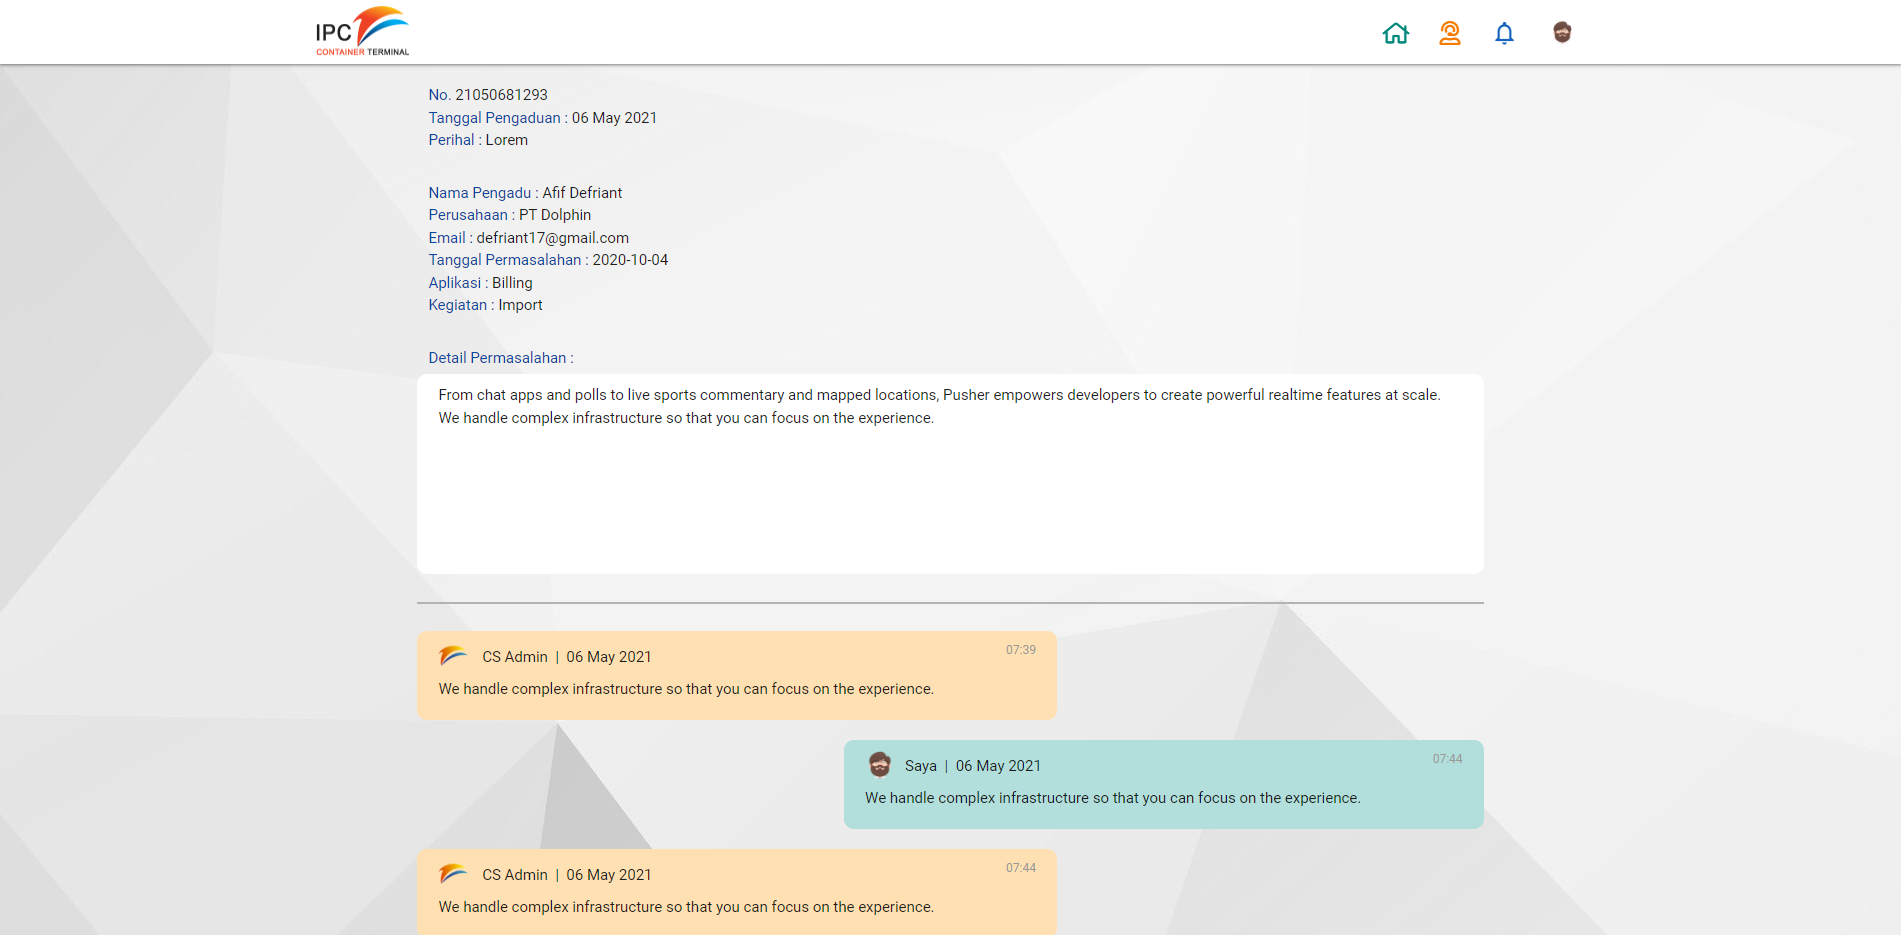 IPC
CONTAINER TERMINAL
No. 21050681293
Tanggal Pengaduan : 06 May 2021
Perihal : Lorem
Nama Pengadu : Afif Defriant
Perusahaan : PT Dolphin
Email : defriant17@gmail.com
Tanggal Permasalahan : 2020-10-04
Aplikasi : Billing
Kegiatan : Import
Detail Permasalahan :
From chat apps and polls to live sports commentary and mapped locations, Pusher empowers developers to create powerful realtime features at scale.
We handle complex infrastructure so that you can focus on the experience.
CS Admin | 06 May 2021 07:39
We handle complex infrastructure so that you can focus on the experience.
Saya | 06 May 2021 07:44
We handle complex infrastructure so that you can focus on the experience.
CS Admin | 06 May 2021 07:44
We handle complex infrastructure so that you can focus on the experience.